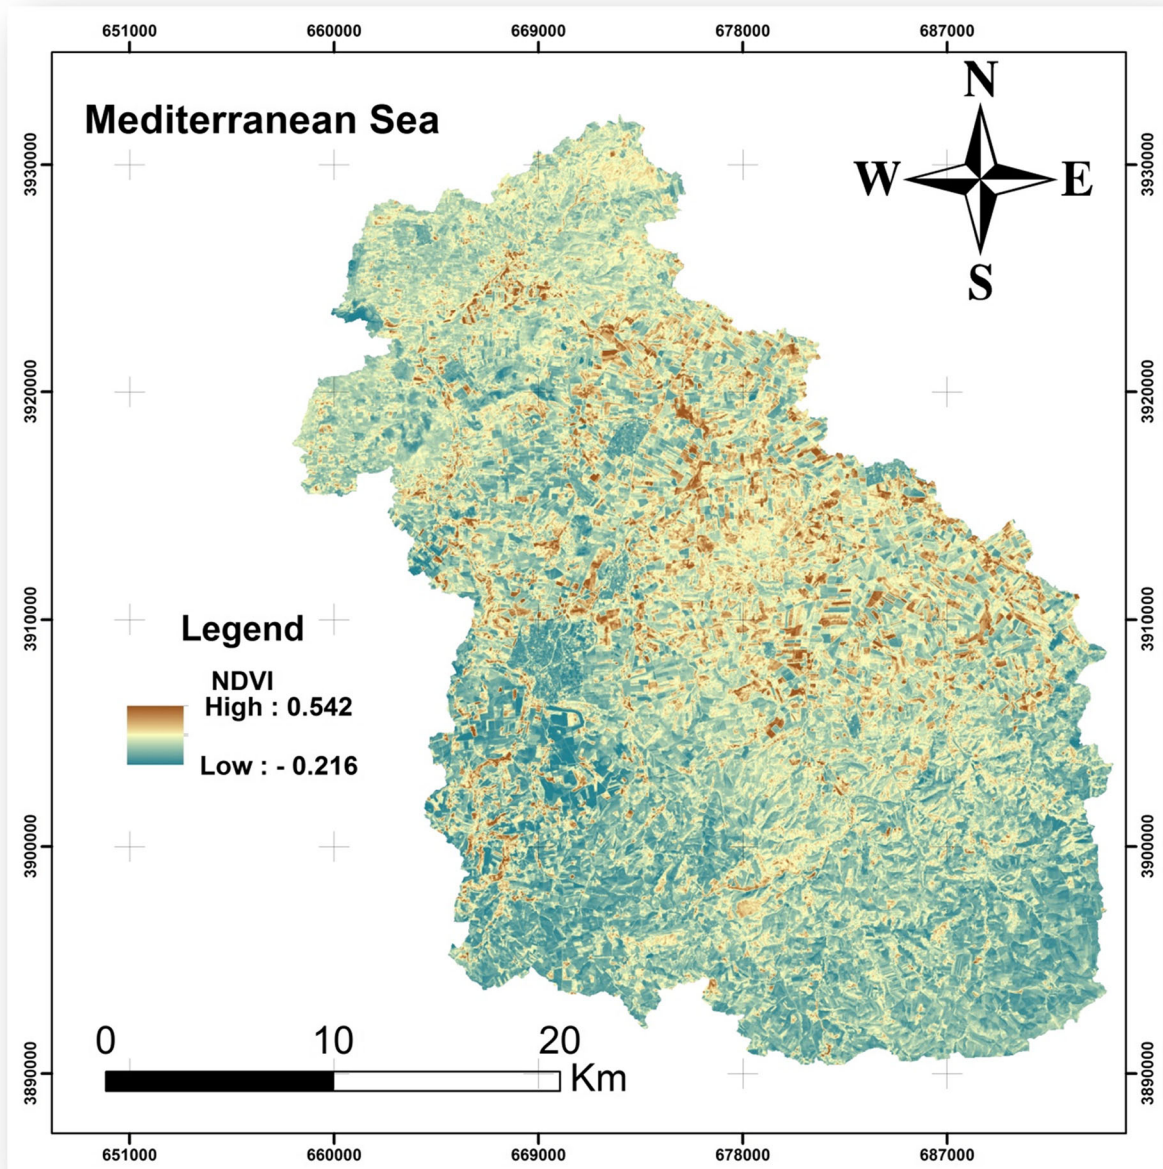 651000 660000 669000 678000 687000
N
Mediterranean Sea
3930000 3930000
W E
S
3920000 3920000
3910000 3910000
Legend
NDVI
High : 0.542
Low : - 0.216
3900000 3900000
0 10 20
Km
3890000 3890000
651000 660000 669000 678000 687000